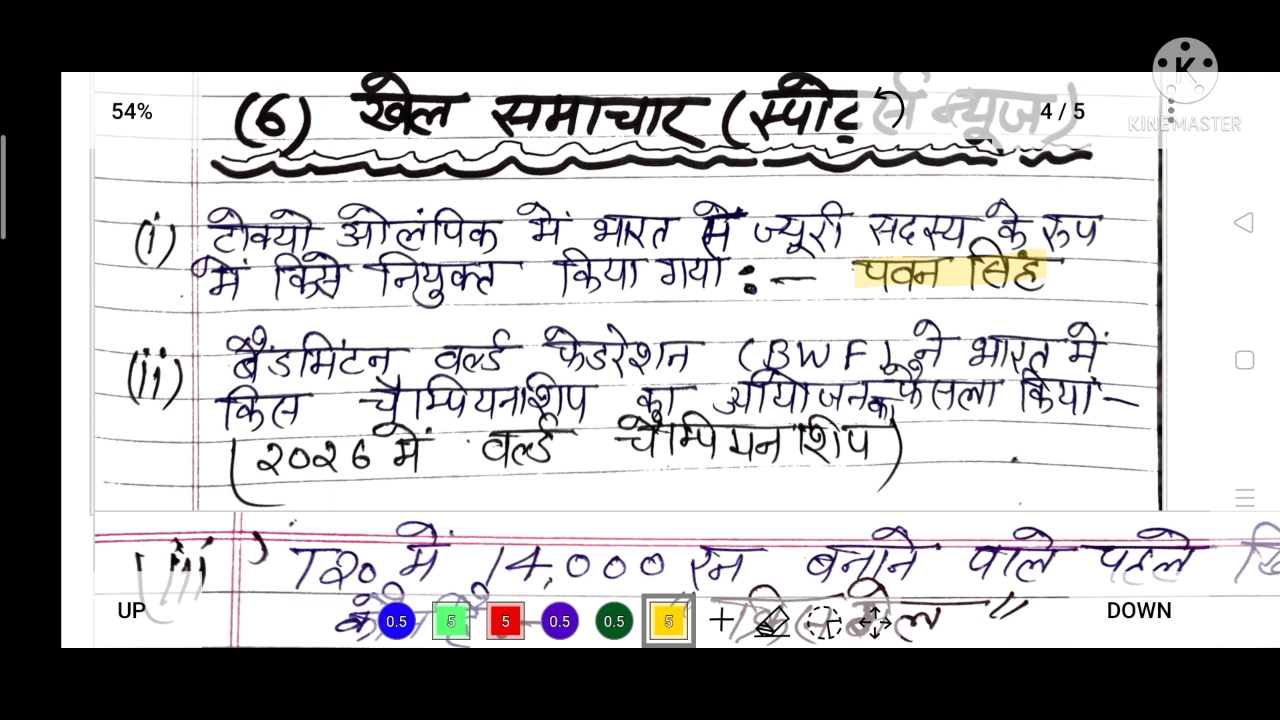 54%
(6) खेल समाचार (स्पोर्ट्स न्यूज)
4 / 5
KINEMASTER
(i) टोक्यो ओलंपिक में भारत में ज्यूरी सदस्य के रुप
में किसे नियुक्त किया गया :- पवन सिंह
(ii) बैडमिंटन वर्ल्ड फेडरेशन (BWF) ने भारत में
किस चैम्पियनशिप का आयोजन का फैसला किया -
(2026 में वर्ल्ड चैम्पियनशिप)
(iii) T20 में 14,000 रन बनाने वाले पहले
UP
0.5 5 5 0.5 0.5 5
DOWN